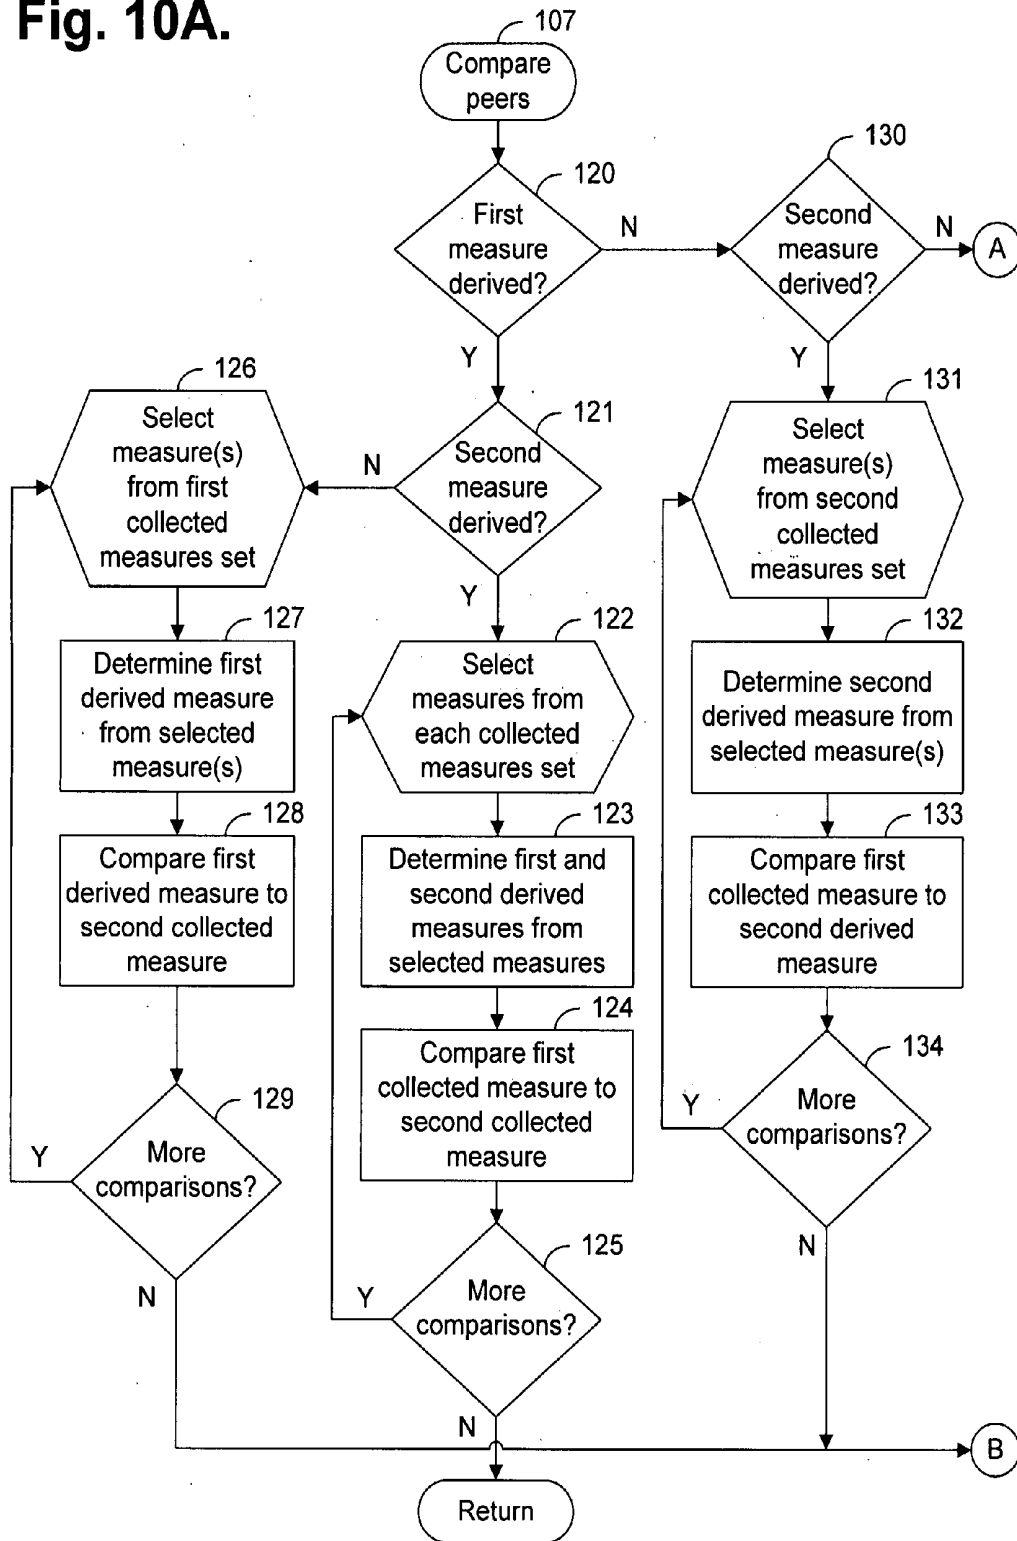 Fig. 10A.
107
Compare
peers
120
First
measure
derived?
N
130
Second
measure
derived?
N
A
Y
Y
126
Select
measure(s)
from first
collected
measures set
N
121
Second
measure
derived?
131
Select
measure(s)
from second
collected
measures set
Y
127
Determine first
derived measure
from selected
measure(s)
122
Select
measures from
each collected
measures set
132
Determine second
derived measure from
selected measure(s)
128
Compare first
derived measure to
second collected
measure
123
Determine first and
second derived
measures from
selected measures
133
Compare first
collected measure to
second derived
measure
124
Compare first
collected measure to
second collected
measure
134
More
comparisons?
Y
129
More
comparisons?
Y
N
125
More
comparisons?
Y
N
N
B
Return